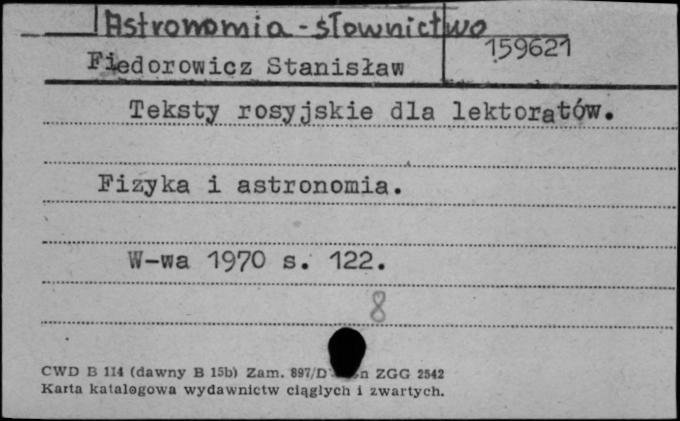 Astronomia - słownictwo
159621
Fiedorowicz Stanisław
Teksty rosyjskie dla lektoratów.
Fizyka i astronomia.
W-wa 1970 s. 122.
8
CWD B 114 (dawny B 15b) Zam. 897/D n ZGG 2542
Karta katalogowa wydawnictw ciągłych i zwartych.